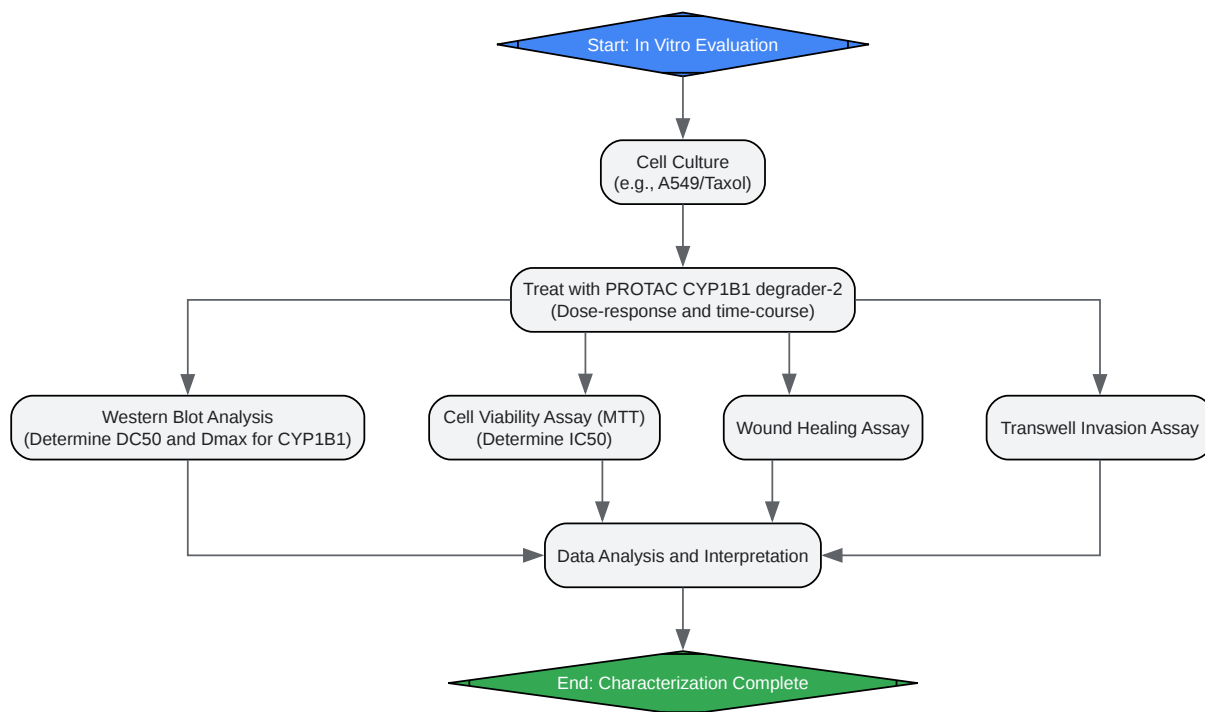 Start: In Vitro Evaluation
Cell Culture
(e.g., A549/Taxol)
Treat with PROTAC CYP1B1 degrader-2
(Dose-response and time-course)
Western Blot Analysis
(Determine DC50 and Dmax for CYP1B1)
Cell Viability Assay (MTT)
(Determine IC50)
Wound Healing Assay
Transwell Invasion Assay
Data Analysis and Interpretation
End: Characterization Complete